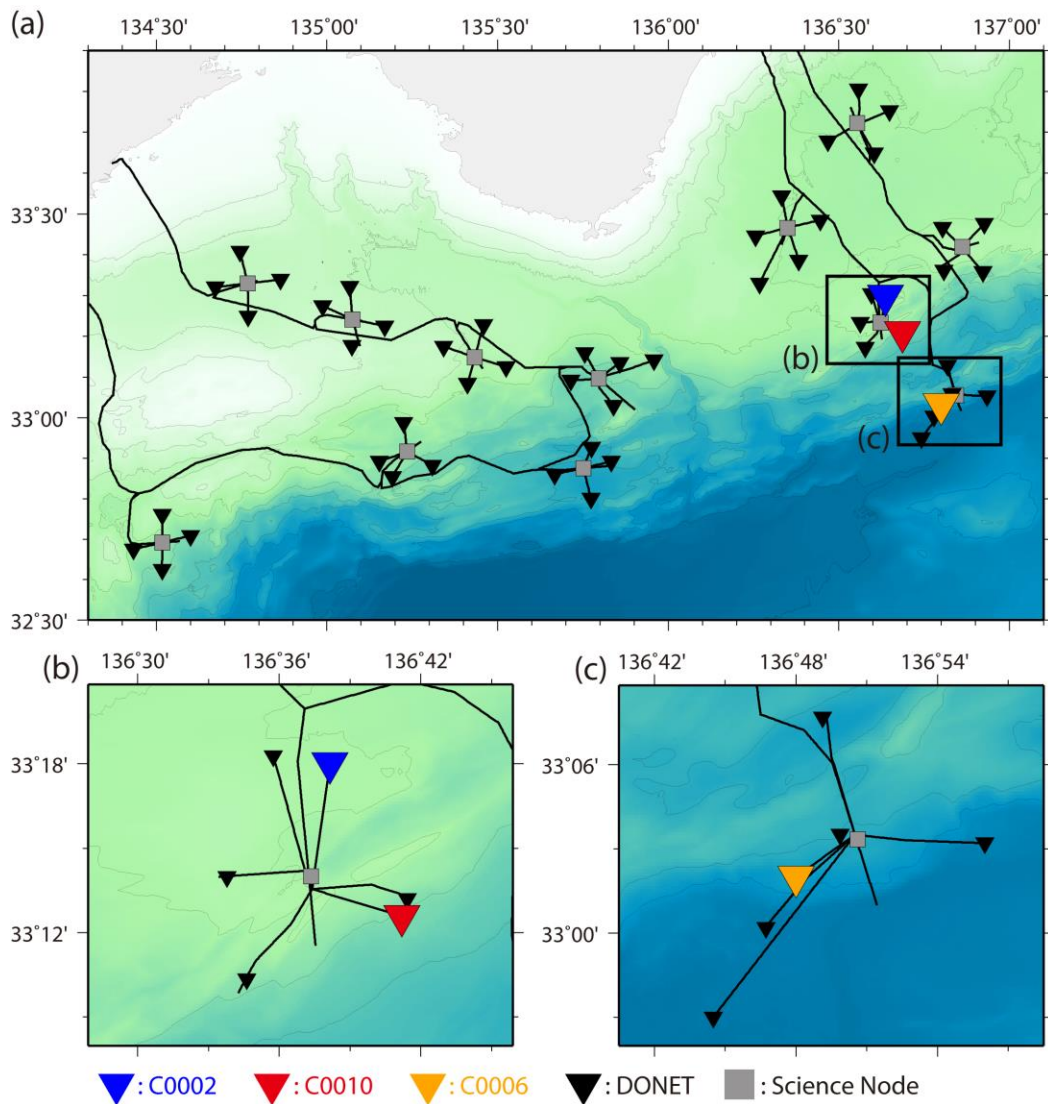 (a)
134˚30' 135˚00' 135˚30' 136˚00' 136˚30' 137˚00'
33˚30'
33˚00'
32˚30'
(b)
(c)
(b)
136˚30' 136˚36' 136˚42'
33˚18'
33˚12'
(c)
136˚42' 136˚48' 136˚54'
33˚06'
33˚00'
: C0002 : C0010 : C0006 : DONET : Science Node